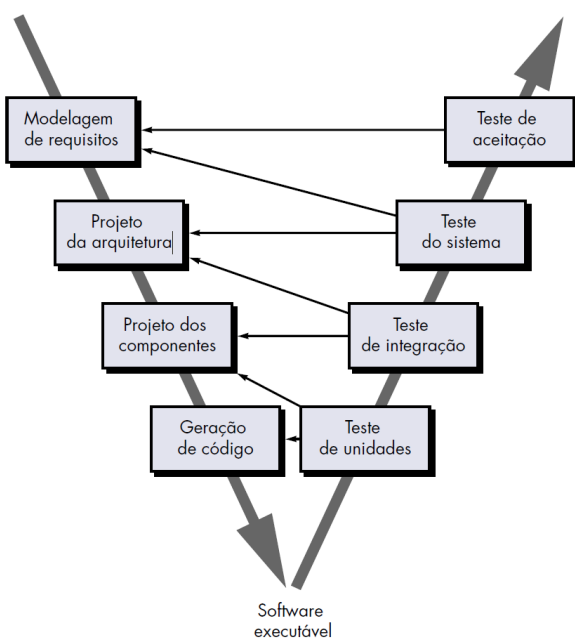 Modelagem
de requisitos
Teste de
aceitação
Projeto
da arquitetura
Teste
do sistema
Projeto dos
componentes
Teste
de integração
Geração
de código
Teste
de unidades
Software
executável